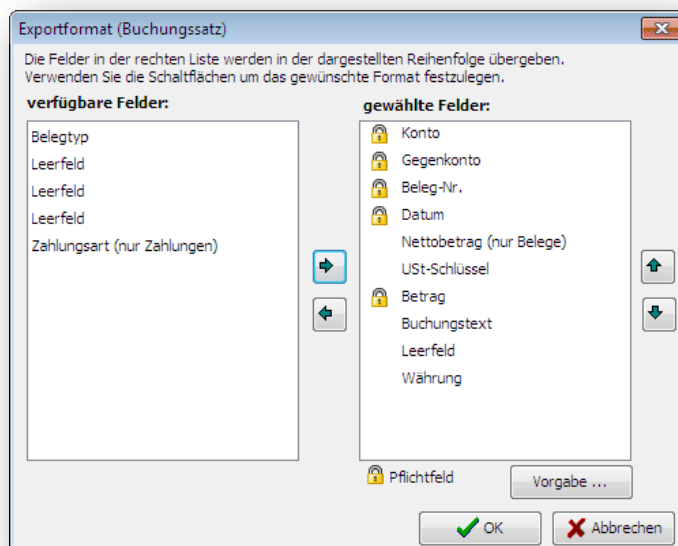 Exportformat (Buchungssatz)
Die Felder in der rechten Liste werden in der dargestellten Reihenfolge übergeben.
Verwenden Sie die Schaltflächen um das gewünschte Format festzulegen.
verfügbare Felder:
Belegtyp
Leerfeld
Leerfeld
Leerfeld
Zahlungsart (nur Zahlungen)
gewählte Felder:
Konto
Gegenkonto
Beleg-Nr.
Datum
Nettobetrag (nur Belege)
USt-Schlüssel
Betrag
Buchungstext
Leerfeld
Währung
Pflichtfeld
Vorgabe ...
OK
Abbrechen